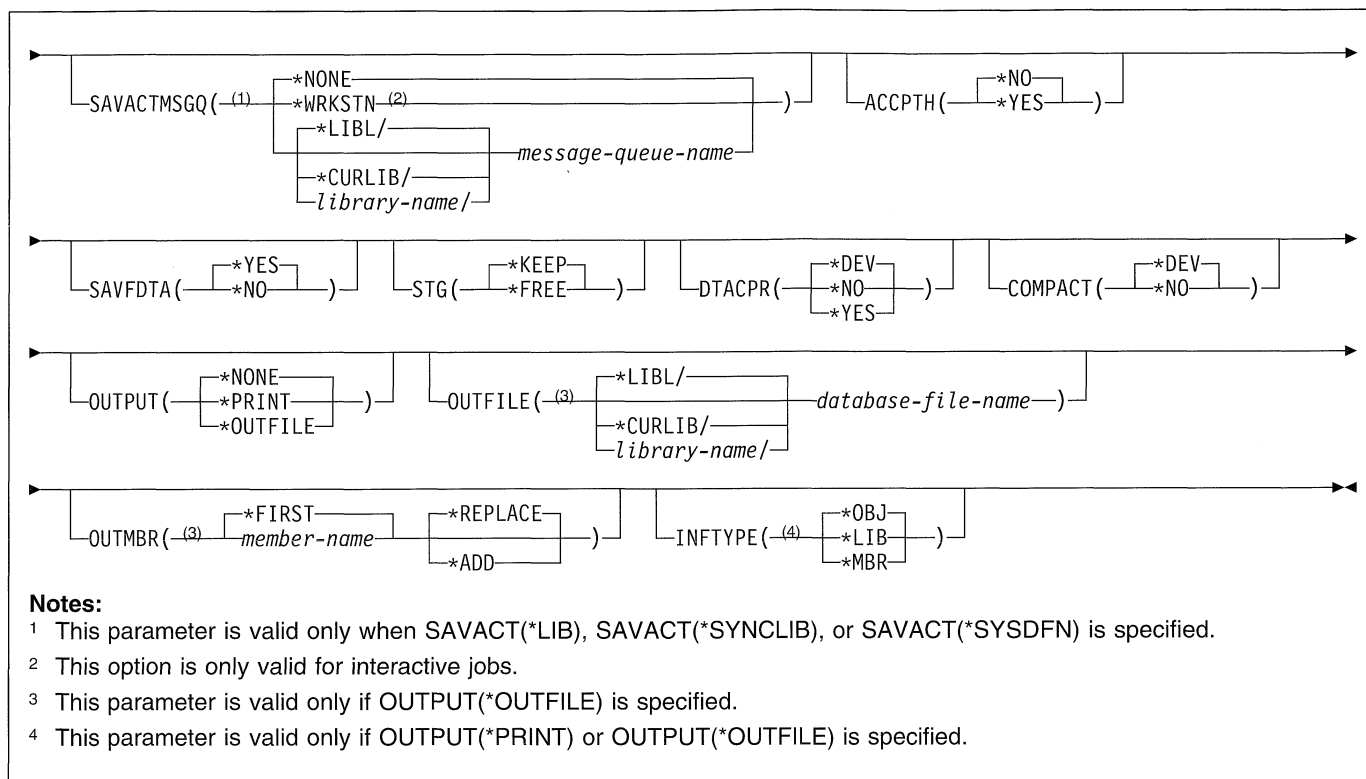 *NONE *NO
SAVACTMSGQ( (1) *WRKSTN (2) ) ACCPTH( *YES )
*LIBL/
message-queue-name
*CURLIB/
library-name/
*YES *KEEP *DEV *DEV
SAVFDTA( *NO ) STG( *FREE ) DTACPR( *NO ) COMPACT( *NO )
*YES
*NONE *LIBL/
OUTPUT( *PRINT ) OUTFILE( (3) database-file-name )
*OUTFILE *CURLIB/
library-name/
*FIRST *REPLACE *OBJ
OUTMBR( (3) member-name ) INFTYPE( (4) *LIB )
*ADD *MBR
Notes:
1 This parameter is valid only when SAVACT(*LIB), SAVACT(*SYNCLIB), or SAVACT(*SYSDFN) is specified.
2 This option is only valid for interactive jobs.
3 This parameter is valid only if OUTPUT(*OUTFILE) is specified.
4 This parameter is valid only if OUTPUT(*PRINT) or OUTPUT(*OUTFILE) is specified.